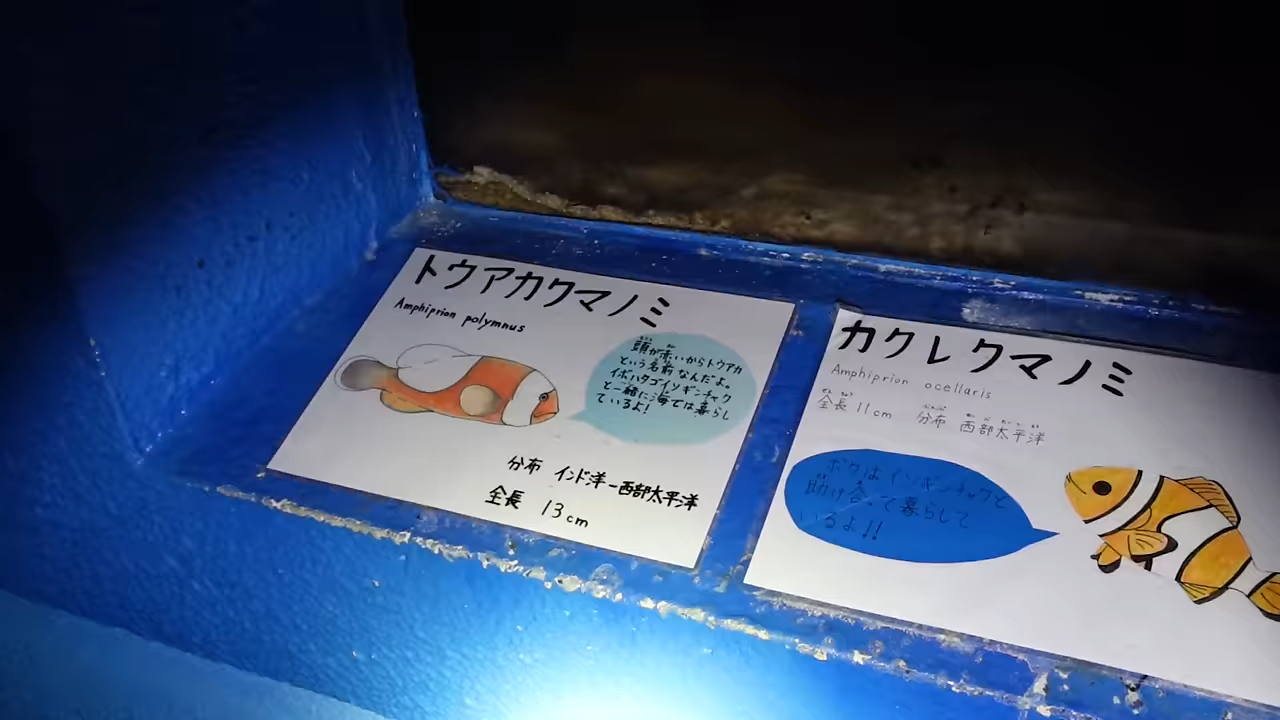 トウアカクマノミ
Amphiprion polymnus
頭が赤いからトウアカ
という名前なんだよ。
イボハタゴイソギンチャク
と一緒に海では暮らし
ているよ!
分布 インド洋-西部太平洋
全長 13cm
カクレクマノミ
Amphiprion ocellaris
全長 11cm 分布 西部太平洋
ボクはイソギンチャクと
助け合って暮らして
いるよ!!